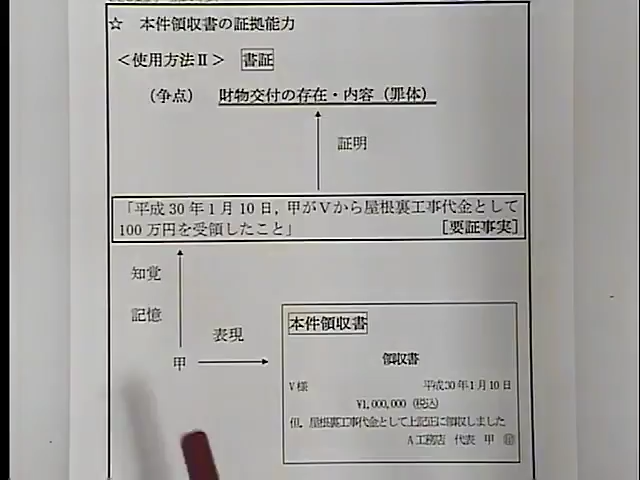 ☆ 本件領収書の証拠能力
＜使用方法Ⅱ＞ 書証
（争点） 財物交付の存在・内容（罪体）
証明
「平成30年1月10日，甲がＶから屋根裏工事代金として
100万円を受領したこと」 [要証事実]
知覚
記憶
表現
甲
本件領収書
領収書
Ｖ様 平成30年1月10日
¥1,000,000（税込）
但，屋根裏工事代金として上記正に領収しました
Ａ工務店 代表 甲 ㊞